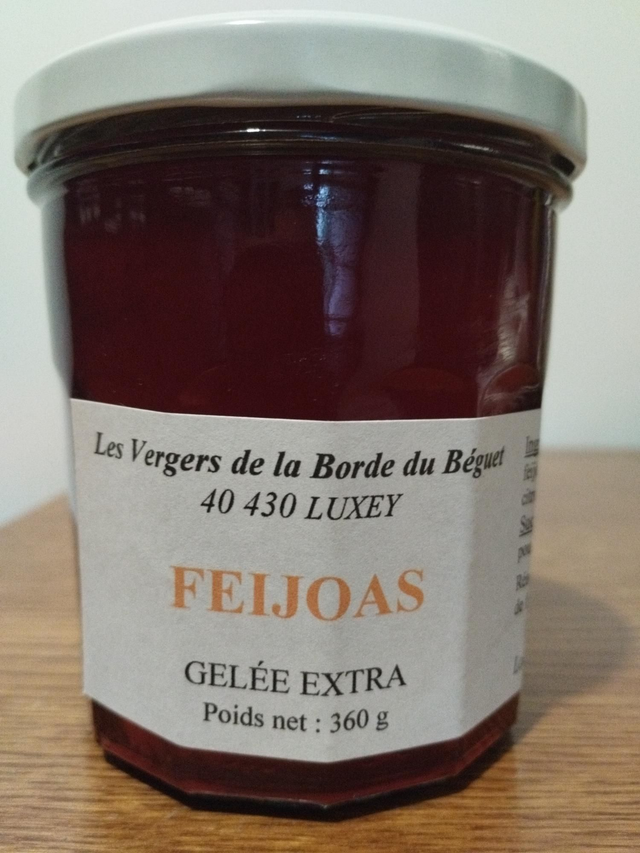 Les Vergers de la Borde du Béguet
40 430 LUXEY
FEIJOAS
GELÉE EXTRA
Poids net : 360 g